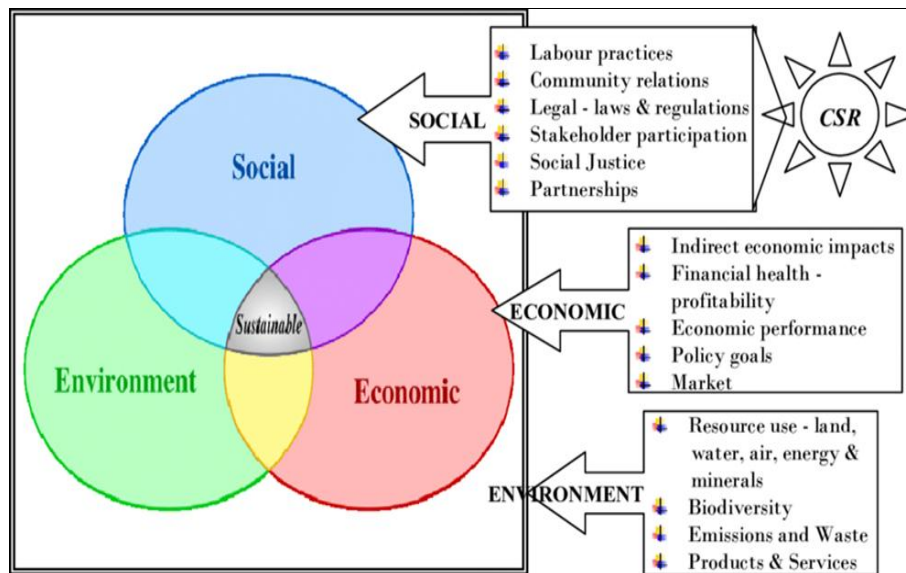 Social
Environment
Economic
Sustainable
SOCIAL
Labour practices
Community relations
Legal - laws & regulations
Stakeholder participation
Social Justice
Partnerships
CSR
ECONOMIC
Indirect economic impacts
Financial health -
profitability
Economic performance
Policy goals
Market
ENVIRONMENT
Resource use - land,
water, air, energy &
minerals
Biodiversity
Emissions and Waste
Products & Services